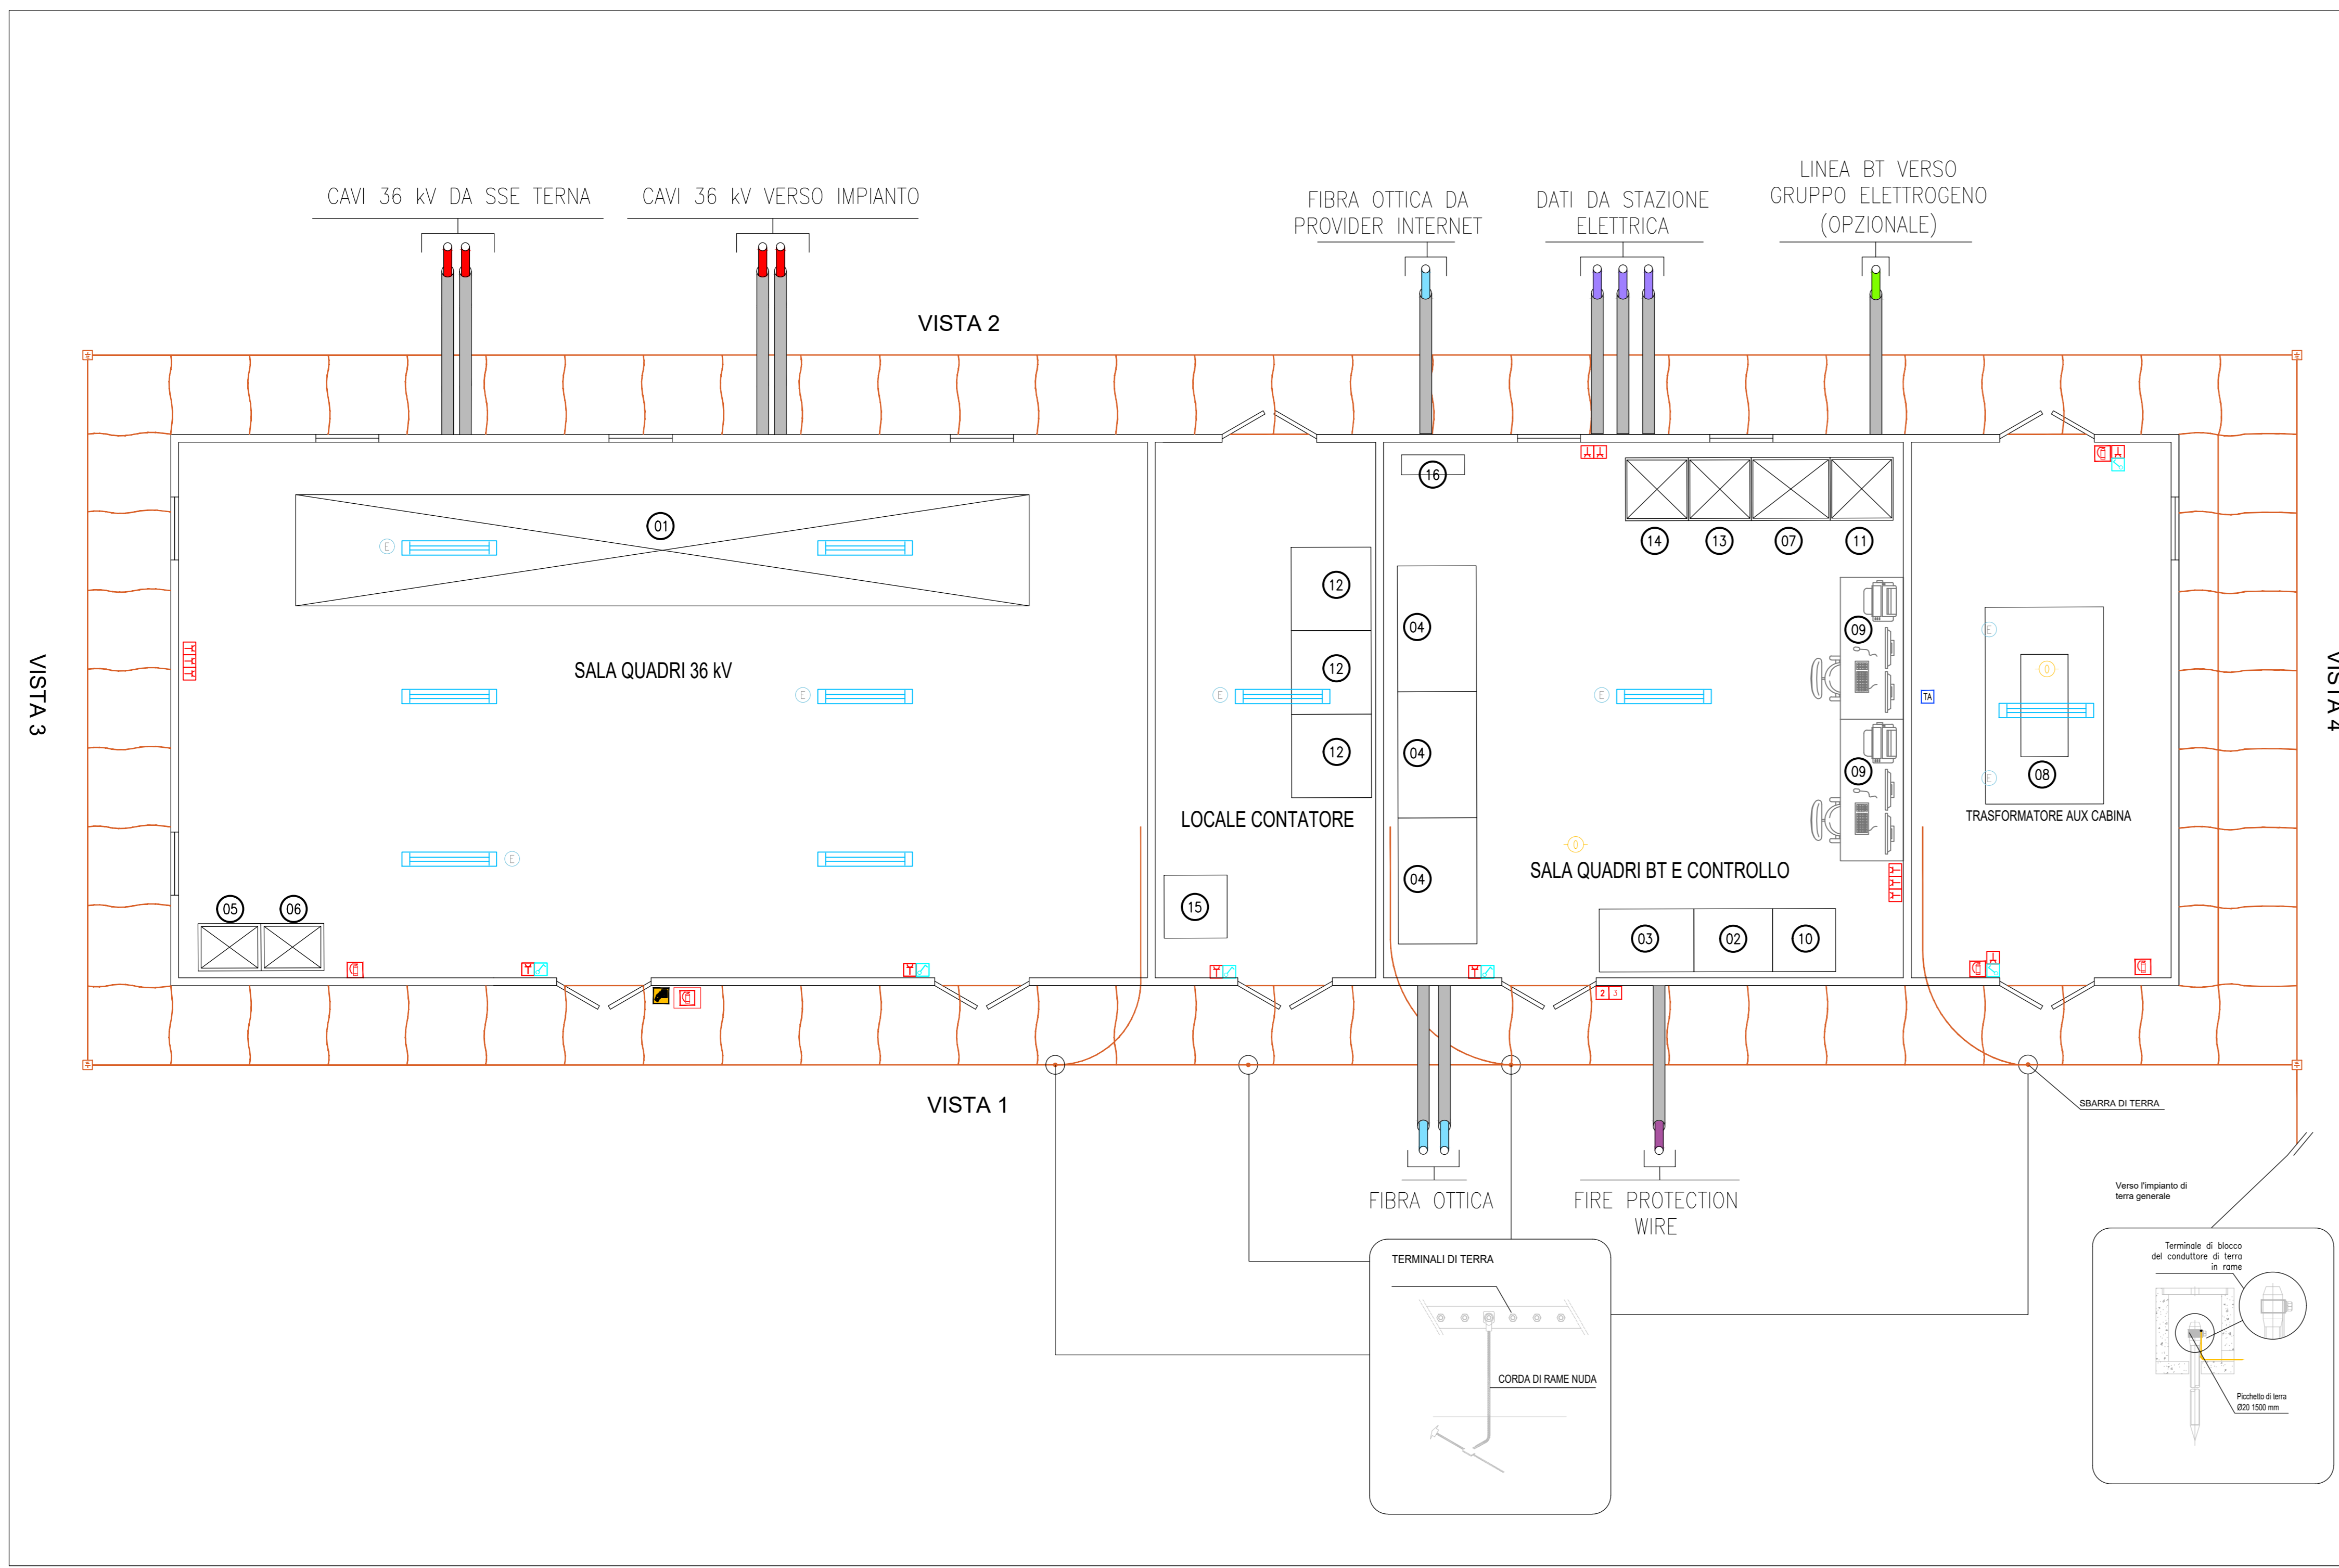 CAVI 36 kV DA SSE TERNA
CAVI 36 kV VERSO IMPIANTO
FIBRA OTTICA DA
PROVIDER INTERNET
DATI DA STAZIONE
ELETTRICA
LINEA BT VERSO
GRUPPO ELETTROGENO
(OPZIONALE)
VISTA 2
VISTA 3
VISTA 4
01
E
SALA QUADRI 36 kV
E
E
05
06
12
12
12
E
LOCALE CONTATORE
15
16
04
04
04
14
13
07
11
E
09
09
0
SALA QUADRI BT E CONTROLLO
03
02
10
2 3
TA
E
0
E
08
TRASFORMATORE AUX CABINA
VISTA 1
SBARRA DI TERRA
FIBRA OTTICA
FIRE PROTECTION
WIRE
Verso l'impianto di
terra generale
TERMINALI DI TERRA
CORDA DI RAME NUDA
Terminale di blocco
del conduttore di terra
in rame
Picchetto di terra
Ø20 1500 mm